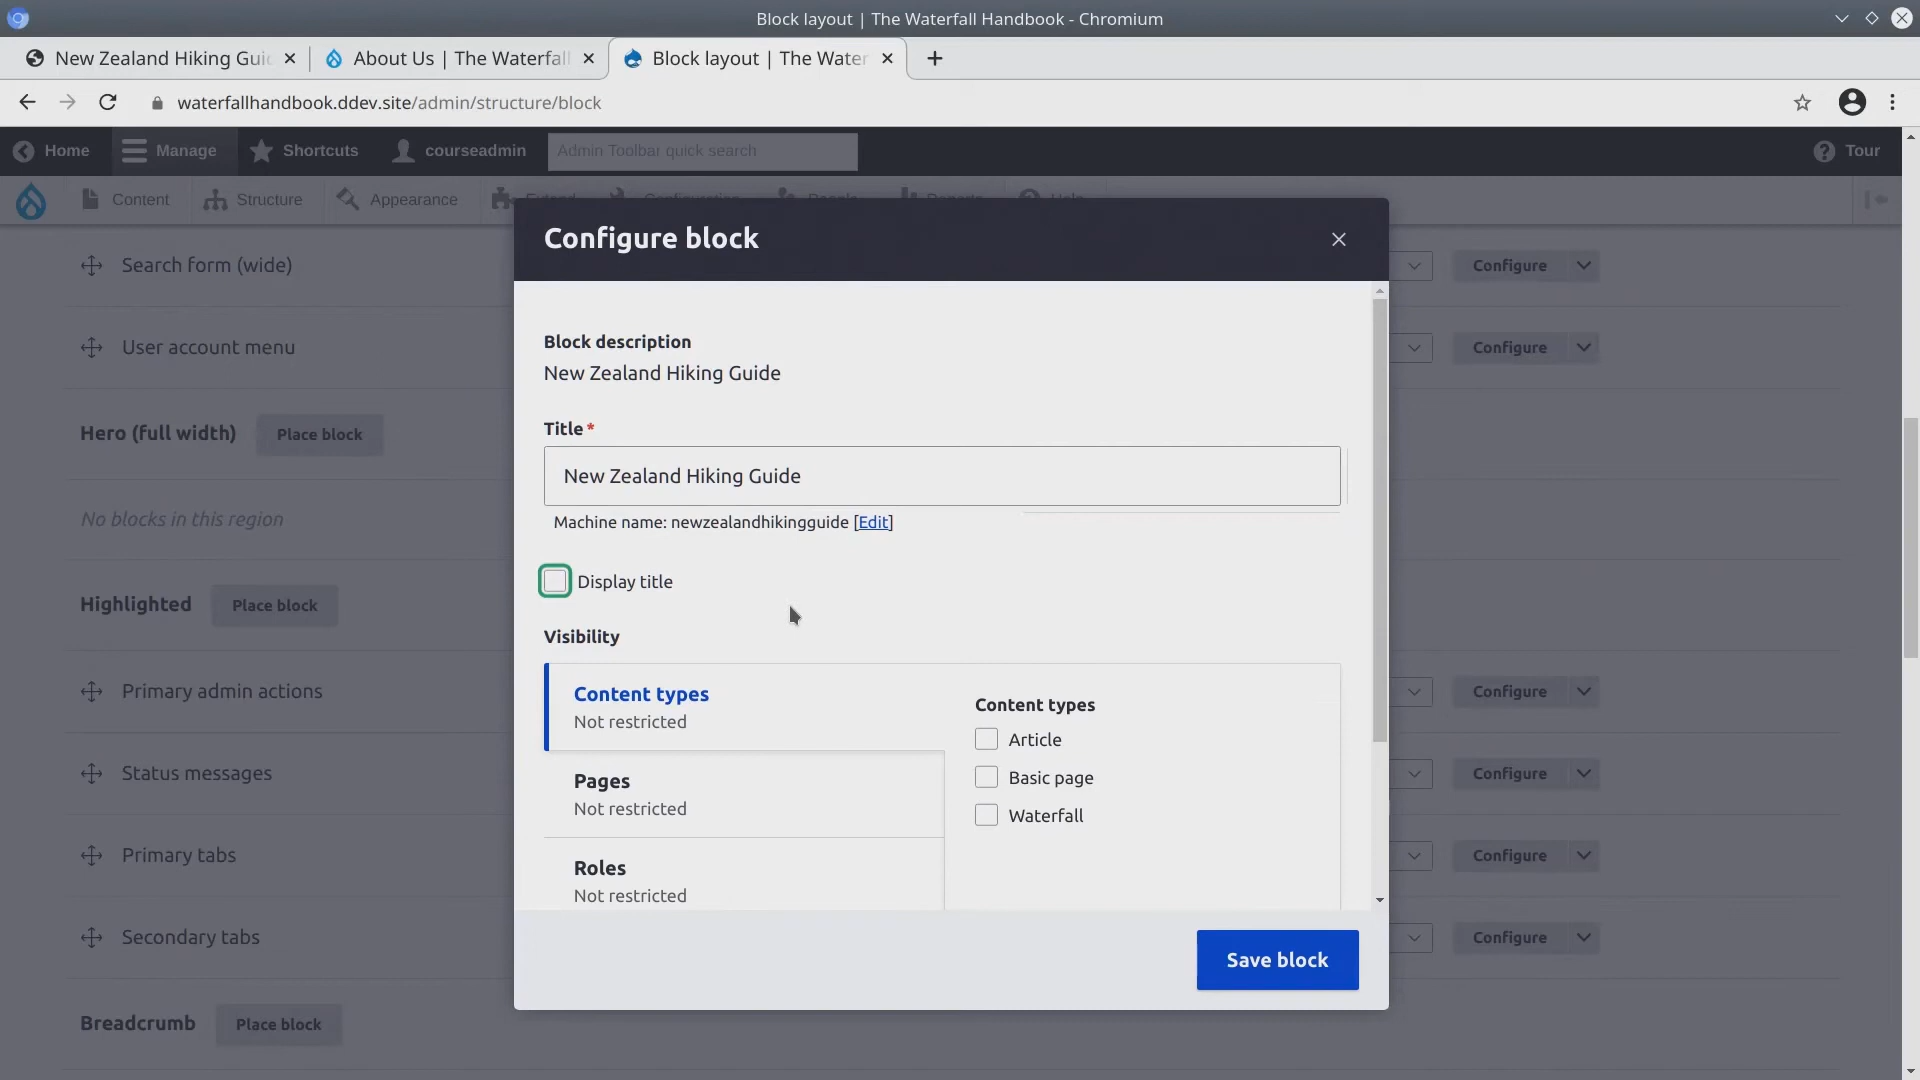 Block layout | The Waterfall Handbook - Chromium
New Zealand Hiking Gui
About Us | The Waterfall
Block layout | The Water
waterfallhandbook.ddev.site/admin/structure/block
Home
Manage
Shortcuts
courseadmin
Admin Toolbar quick search
Tour
Content
Structure
Appearance
Extend
Configuration
People
Reports
Help
Configure block
Search form (wide)
Configure
Block description
New Zealand Hiking Guide
User account menu
Configure
Title*
Hero (full width)
Place block
New Zealand Hiking Guide
Machine name: newzealandhikingguide [Edit]
No blocks in this region
Display title
Highlighted
Place block
Visibility
Primary admin actions
Configure
Content types
Not restricted
Content types
Article
Basic page
Waterfall
Status messages
Configure
Pages
Not restricted
Primary tabs
Configure
Roles
Not restricted
Secondary tabs
Configure
Save block
Breadcrumb
Place block